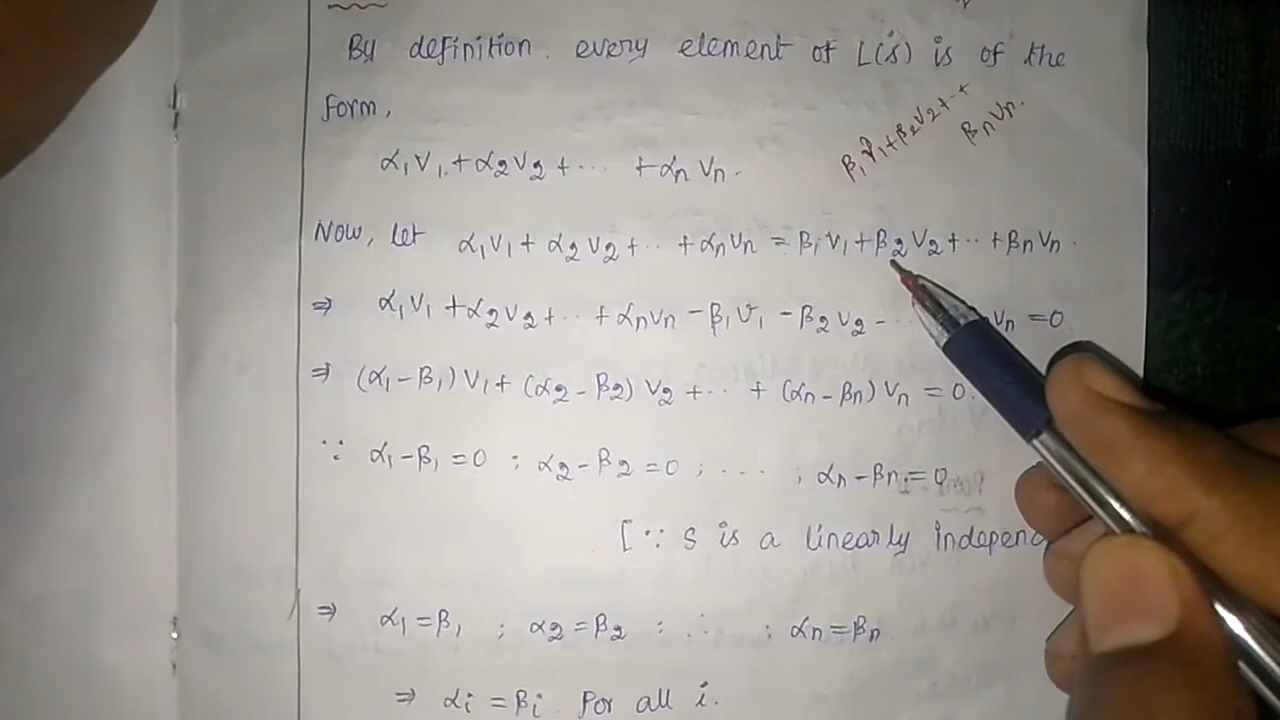 By definition. every element of L(S) is of the
form,
β₁v₁+β₂v₂+..+
βₙvₙ.
α₁v₁+α₂v₂+... +αₙvₙ.
Now, let α₁v₁+α₂v₂+..+αₙvₙ = β₁v₁+β₂v₂+..+βₙvₙ.
⇒ α₁v₁+α₂v₂+..+αₙvₙ-β₁v₁-β₂v₂-... vₙ=0.
⇒ (α₁-β₁)v₁+(α₂-β₂)v₂+..+(αₙ-βₙ)vₙ=0.
∵ α₁-β₁=0 ; α₂-β₂=0 ; .... ; αₙ-βₙ=0
[∵ S is a linearly
⇒ α₁=β₁ ; α₂=β₂ ; ... ; αₙ=βₙ
⇒ αᵢ=βᵢ for all i.